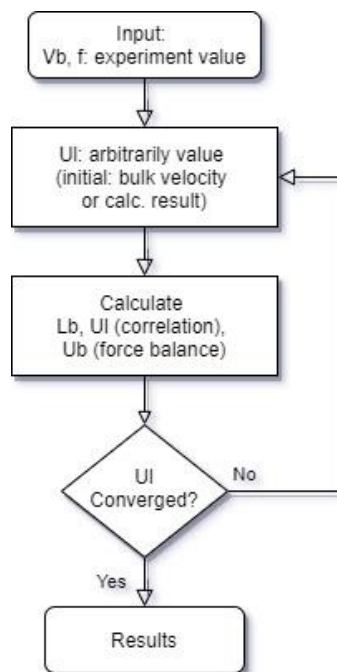 Input:
Vb, f: experiment value
Ul: arbitrarily value
(initial: bulk velocity
or calc. result)
Calculate
Lb, Ul (correlation),
Ub (force balance)
Ul
Converged?
No
Yes
Results